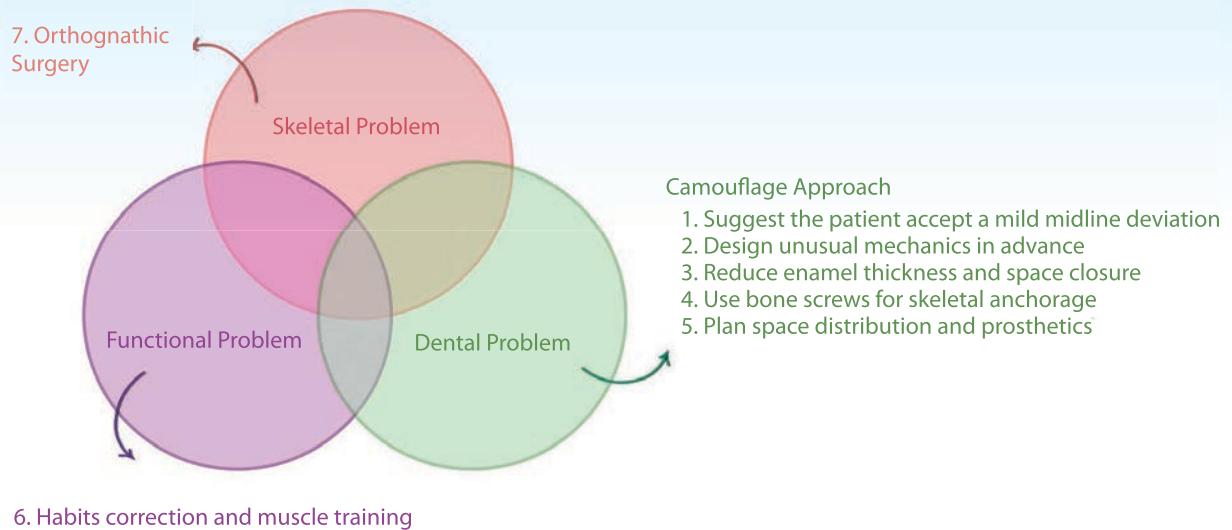 7. Orthognathic
Surgery
Skeletal Problem
Camouflage Approach
1. Suggest the patient accept a mild midline deviation
2. Design unusual mechanics in advance
3. Reduce enamel thickness and space closure
4. Use bone screws for skeletal anchorage
5. Plan space distribution and prosthetics
Functional Problem
Dental Problem
6. Habits correction and muscle training